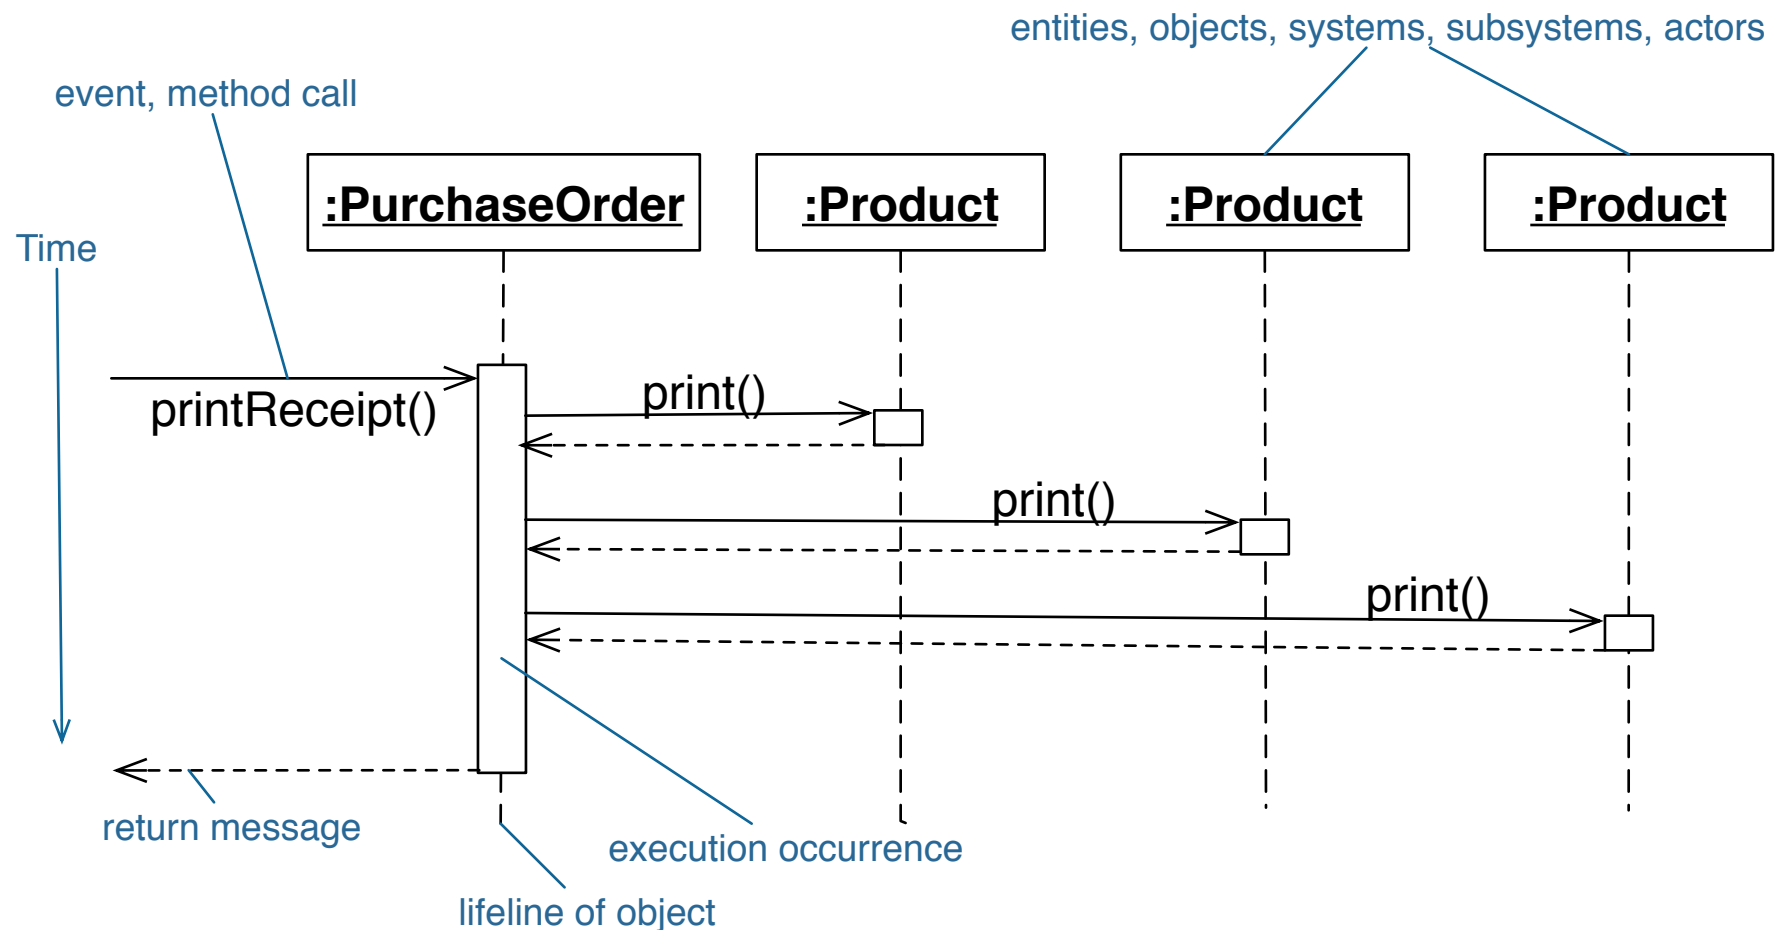 entities, objects, systems, subsystems, actors
event, method call
:PurchaseOrder
:Product
:Product
:Product
Time
printReceipt()
print()
print()
print()
return message
execution occurrence
lifeline of object